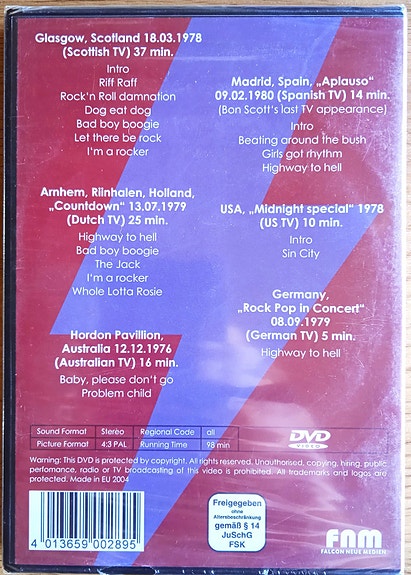 Glasgow, Scotland 18.03.1978
(Scottish TV) 37 min.
Intro
Riff Raff
Rock'n Roll damnation
Dog eat dog
Bad boy boogie
Let there be rock
I'm a rocker
Madrid, Spain, „Aplauso"
09.02.1980 (Spanish TV) 14 min.
(Bon Scott's last TV appearance)
Intro
Beating around the bush
Girls got rhythm
Highway to hell
Arnhem, Riinhalen, Holland,
„Countdown" 13.07.1979
(Dutch TV) 25 min.
Highway to hell
Bad boy boogie
The Jack
I'm a rocker
Whole Lotta Rosie
USA, „Midnight special" 1978
(US TV) 10 min.
Intro
Sin City
Germany,
„Rock Pop in Concert"
08.09.1979
(German TV) 5 min.
Highway to hell
Hordon Pavillion,
Australia 12.12.1976
(Australian TV) 16 min.
Baby, please don't go
Problem child
Sound Format Stereo Regional Code all
Picture Format 4:3 PAL Running Time 98 min
DVD
VIDEO
Warning: This DVD is protected by copyright. All rights reserved. Unauthorised, copying, hiring, public
perfomance, radio or TV broadcasting of this video is prohibited. All trademarks and logos are
protected. Made in EU 2004
4 013659 002895
Freigegeben
ohne
Altersbeschränkung
gemäß § 14
JuSchG
FSK
fnm
FALCON NEUE MEDIEN